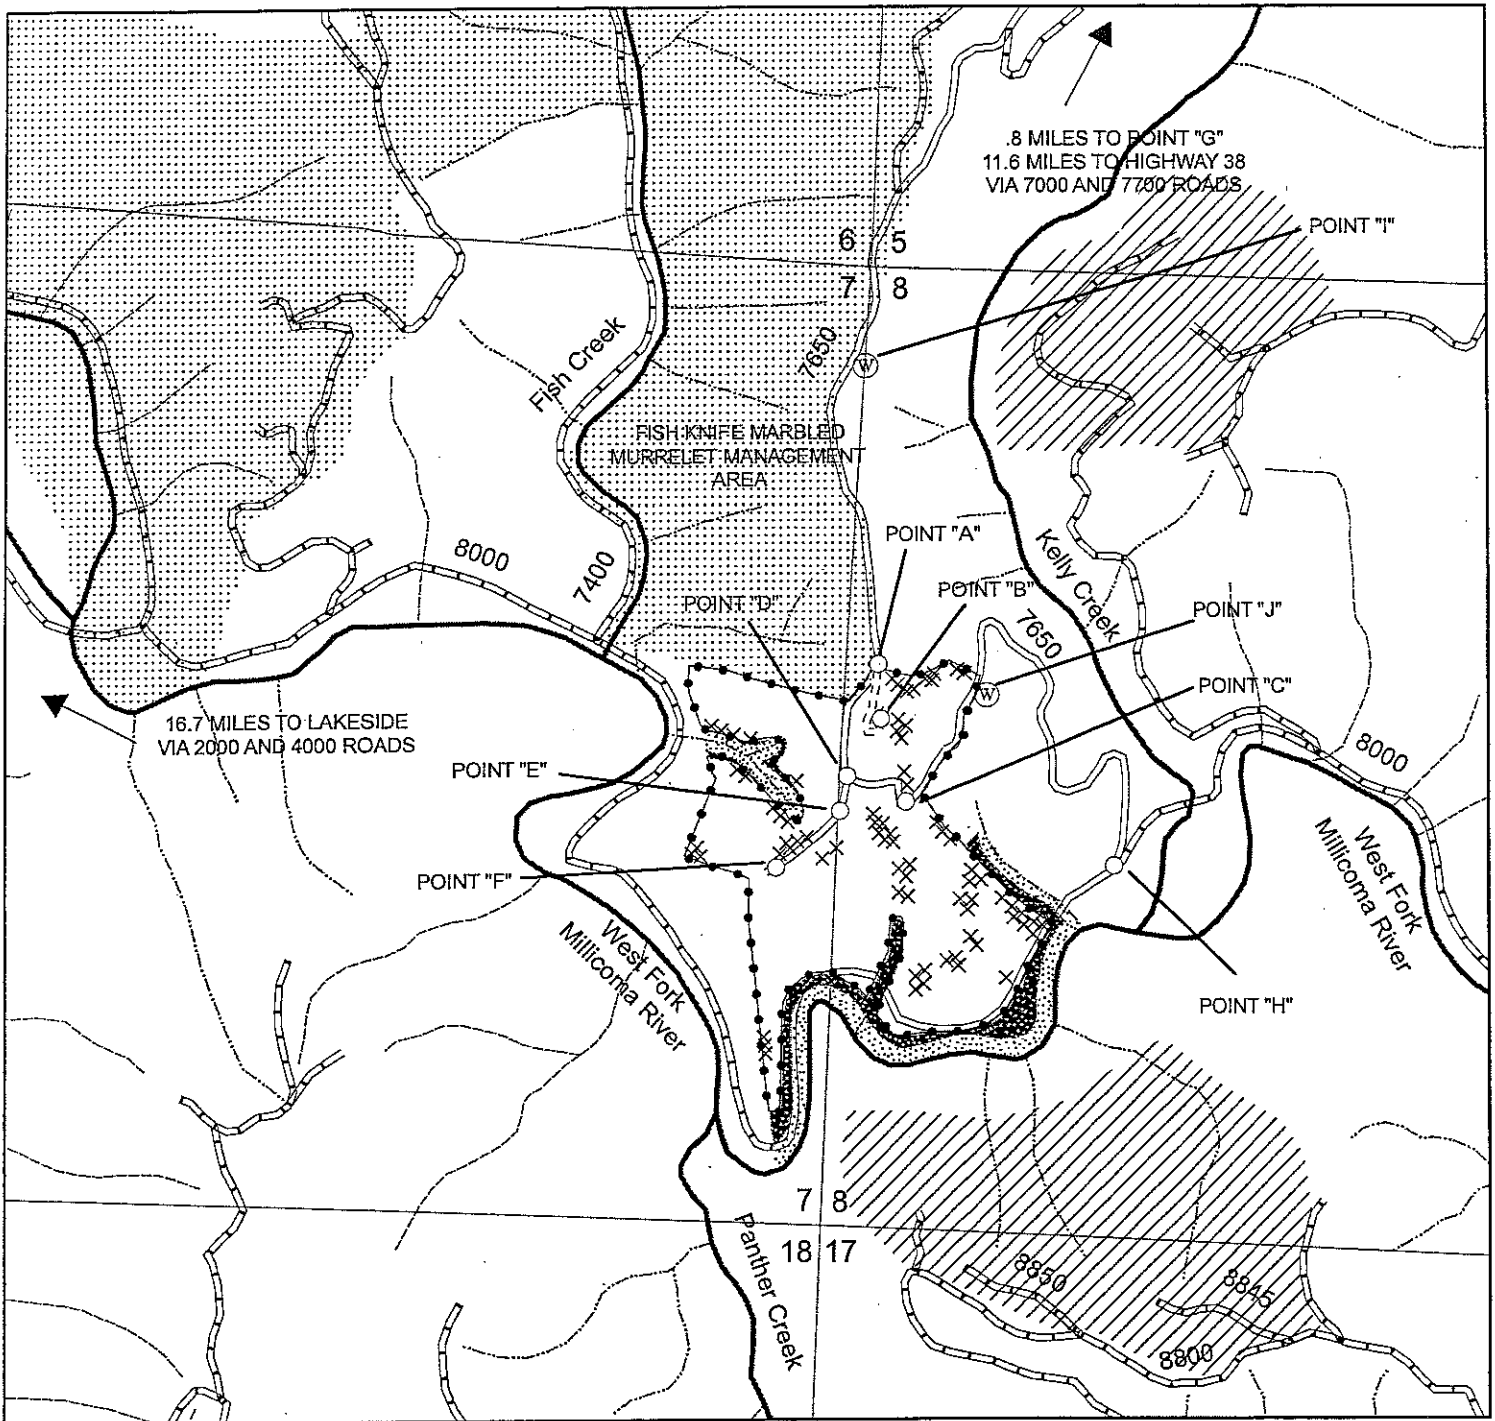 .8 MILES TO POINT "G"
11.6 MILES TO HIGHWAY 38
VIA 7000 AND 7700 ROADS
POINT "I"
6 5
7 8
7650
W
Fish Creek
FISH KNIFE MARBLED
MURRELET MANAGEMENT
AREA
POINT "A"
Kelly Creek
8000
7400
POINT "D"
POINT "B"
7650
POINT "J"
W
POINT "C"
16.7 MILES TO LAKESIDE
VIA 2000 AND 4000 ROADS
8000
POINT "E"
POINT "F"
West Fork
Millicoma River
West Fork
Millicoma River
POINT "H"
7 8
18 17
Panther Creek
8850
8845
8800